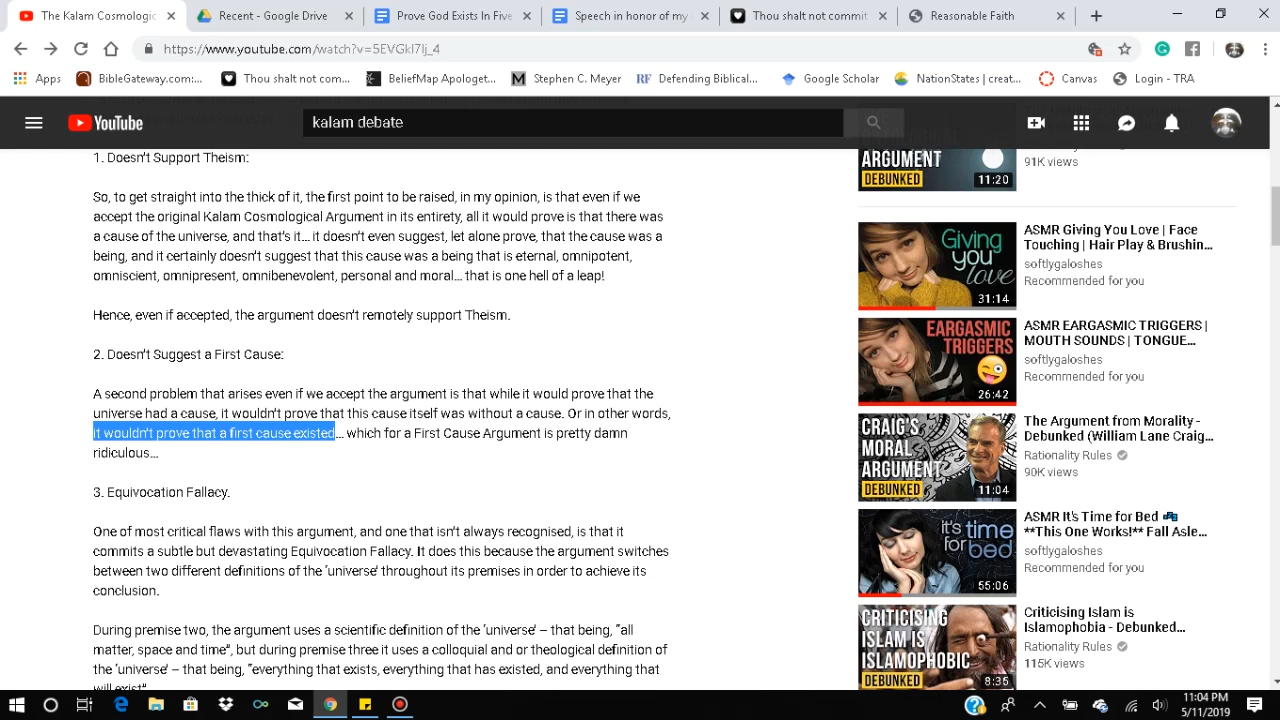 The Kalam Cosmologic
Recent - Google Drive
Prove God Exists In Five
Speech in honor of my
Thou shalt not commit
Reasonable Faith
https://www.youtube.com/watch?v=5EVGkI7Ij_4
Apps
BibleGateway.com:...
Thou shalt not com...
BeliefMap Apologet...
Stephen C. Meyer
RF Defending Biblical...
Google Scholar
NationStates | creat...
Canvas
Login - TRA
YouTube
kalam debate
1. Doesn't Support Theism:
So, to get straight into the thick of it, the first point to be raised, in my opinion, is that even if we
accept the original Kalam Cosmological Argument in its entirety, all it would prove is that there was
a cause of the universe, and that's it… it doesn't even suggest, let alone prove, that the cause was a
being, and it certainly doesn't suggest that this cause was a being that is eternal, omnipotent,
omniscient, omnipresent, omnibenevolent, personal and moral… that is one hell of a leap!
Hence, even if accepted, the argument doesn't remotely support Theism.
2. Doesn't Suggest a First Cause:
A second problem that arises even if we accept the argument is that while it would prove that the
universe had a cause, it wouldn't prove that this cause itself was without a cause. Or in other words,
it wouldn't prove that a first cause existed… which for a First Cause Argument is pretty damn
ridiculous…
3. Equivocation Fallacy.
One of most critical flaws with this argument, and one that isn't always recognised, is that it
commits a subtle but devastating Equivocation Fallacy. It does this because the argument switches
between two different definitions of the 'universe' throughout its premises in order to achieve its
conclusion.
During premise two, the argument uses a scientific definition of the 'universe' – that being, "all
matter, space and time", but during premise three it uses a colloquial and or theological definition of
the 'universe' – that being, "everything that exists, everything that has existed, and everything that
will exist"
ARGUMENT
DEBUNKED
11:20
91K views
Giving
you
love
31:14
ASMR Giving You Love | Face
Touching | Hair Play & Brushin...
softlygaloshes
Recommended for you
EARGASMIC
TRIGGERS
26:42
ASMR EARGASMIC TRIGGERS |
MOUTH SOUNDS | TONGUE...
softlygaloshes
Recommended for you
CRAIG'S
MORAL
ARGUMENT
DEBUNKED
11:04
The Argument from Morality -
Debunked (William Lane Craig...
Rationality Rules
90K views
it's
time
for
bed
55:06
ASMR It's Time for Bed
**This One Works!** Fall Asle...
softlygaloshes
Recommended for you
CRITICISING
ISLAM IS
ISLAMOPHOBIC
DEBUNKED
8:35
Criticising Islam is
Islamophobia - Debunked...
Rationality Rules
115K views
11:04 PM
5/11/2019